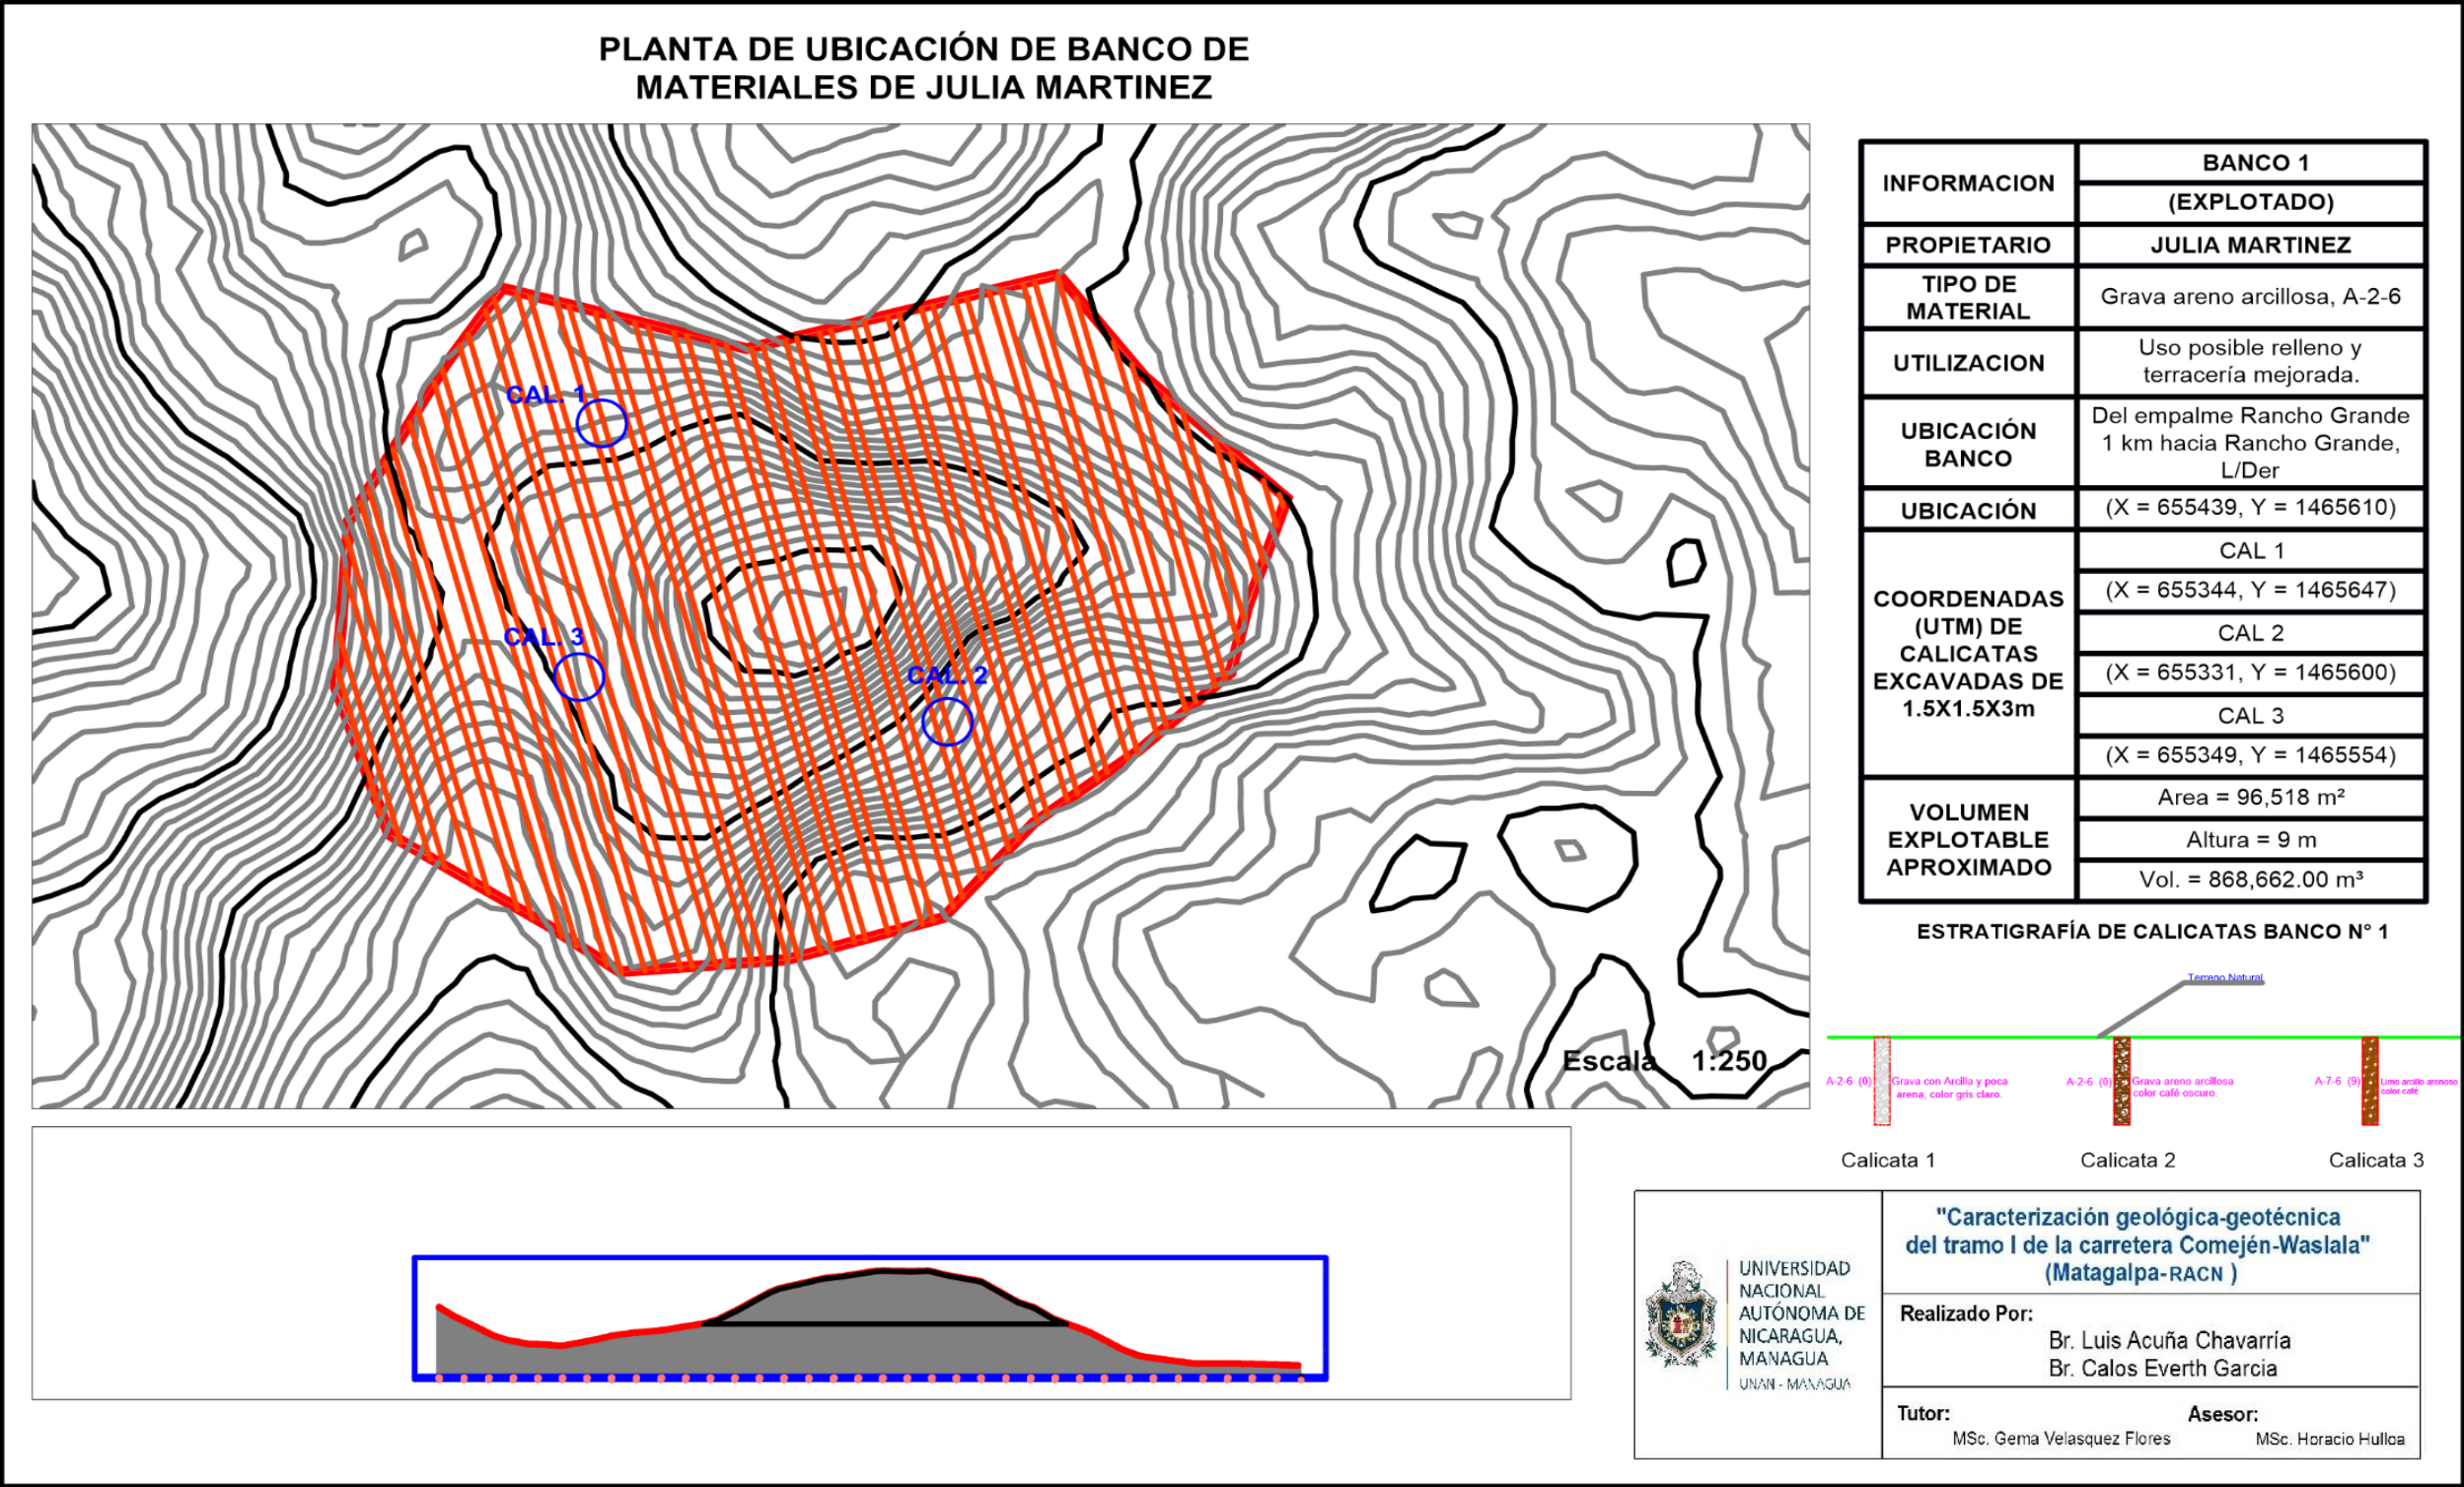 PLANTA DE UBICACIÓN DE BANCO DE
MATERIALES DE JULIA MARTINEZ
CAL. 1
CAL. 3
CAL. 2
Escala 1:250
INFORMACION
BANCO 1
(EXPLOTADO)
PROPIETARIO
JULIA MARTINEZ
TIPO DE
MATERIAL
Grava areno arcillosa, A-2-6
UTILIZACION
Uso posible relleno y
terracería mejorada.
UBICACIÓN
BANCO
Del empalme Rancho Grande
1 km hacia Rancho Grande,
L/Der
UBICACIÓN
(X = 655439, Y = 1465610)
COORDENADAS
(UTM) DE
CALICATAS
EXCAVADAS DE
1.5X1.5X3m
CAL 1
(X = 655344, Y = 1465647)
CAL 2
(X = 655331, Y = 1465600)
CAL 3
(X = 655349, Y = 1465554)
VOLUMEN
EXPLOTABLE
APROXIMADO
Area = 96,518 m²
Altura = 9 m
Vol. = 868,662.00 m³
ESTRATIGRAFÍA DE CALICATAS BANCO N° 1
Terreno Natural
A-2-6 (0)
Grava con Arcilla y poca
arena, color gris claro.
A-2-6 (0)
Grava areno arcillosa
color café oscuro.
A-7-6 (9)
Limo arcillo arenoso
color café
Calicata 1
Calicata 2
Calicata 3
UNIVERSIDAD
NACIONAL
AUTÓNOMA DE
NICARAGUA,
MANAGUA
UNAN - MANAGUA
"Caracterización geológica-geotécnica
del tramo I de la carretera Comején-Waslala"
(Matagalpa-RACN )
Realizado Por:
Br. Luis Acuña Chavarría
Br. Calos Everth Garcia
Tutor:
MSc. Gema Velasquez Flores
Asesor:
MSc. Horacio Hulloa